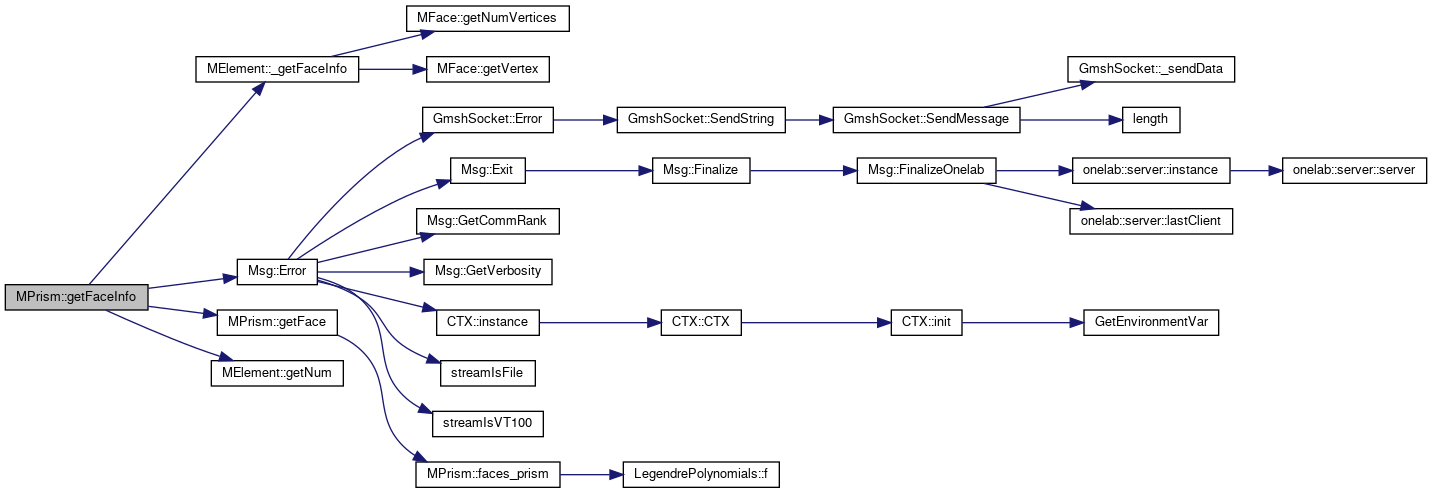 MFace::getNumVertices
MElement::_getFaceInfo
MFace::getVertex
GmshSocket::_sendData
GmshSocket::Error
GmshSocket::SendString
GmshSocket::SendMessage
length
Msg::Exit
Msg::Finalize
Msg::FinalizeOnelab
onelab::server::instance
onelab::server::server
Msg::GetCommRank
onelab::server::lastClient
Msg::Error
Msg::GetVerbosity
MPrism::getFaceInfo
MPrism::getFace
CTX::instance
CTX::CTX
CTX::init
GetEnvironmentVar
MElement::getNum
streamIsFile
streamIsVT100
MPrism::faces_prism
LegendrePolynomials::f